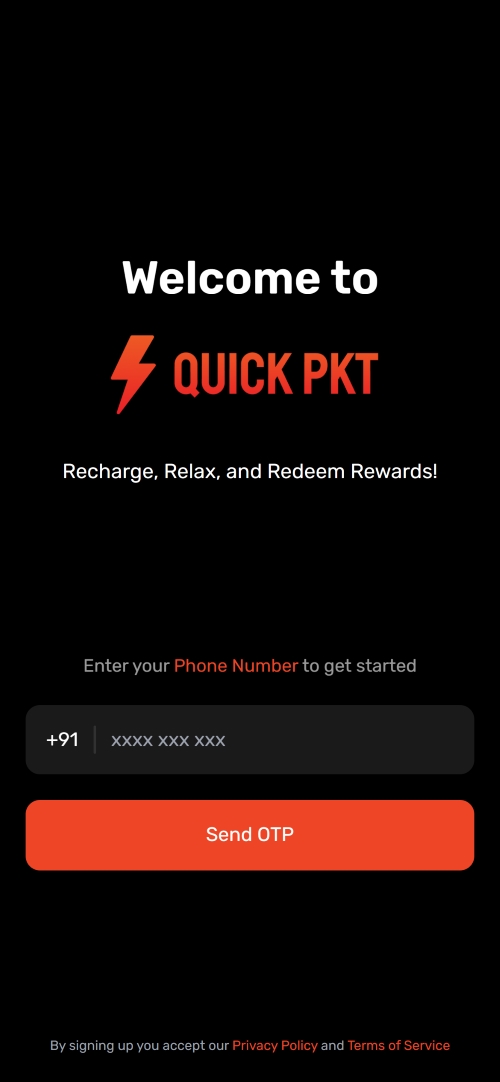 Welcome to
QUICK PKT
Recharge, Relax, and Redeem Rewards!
Enter your Phone Number to get started
+91 xxxx xxx xxx
Send OTP
By signing up you accept our Privacy Policy and Terms of Service